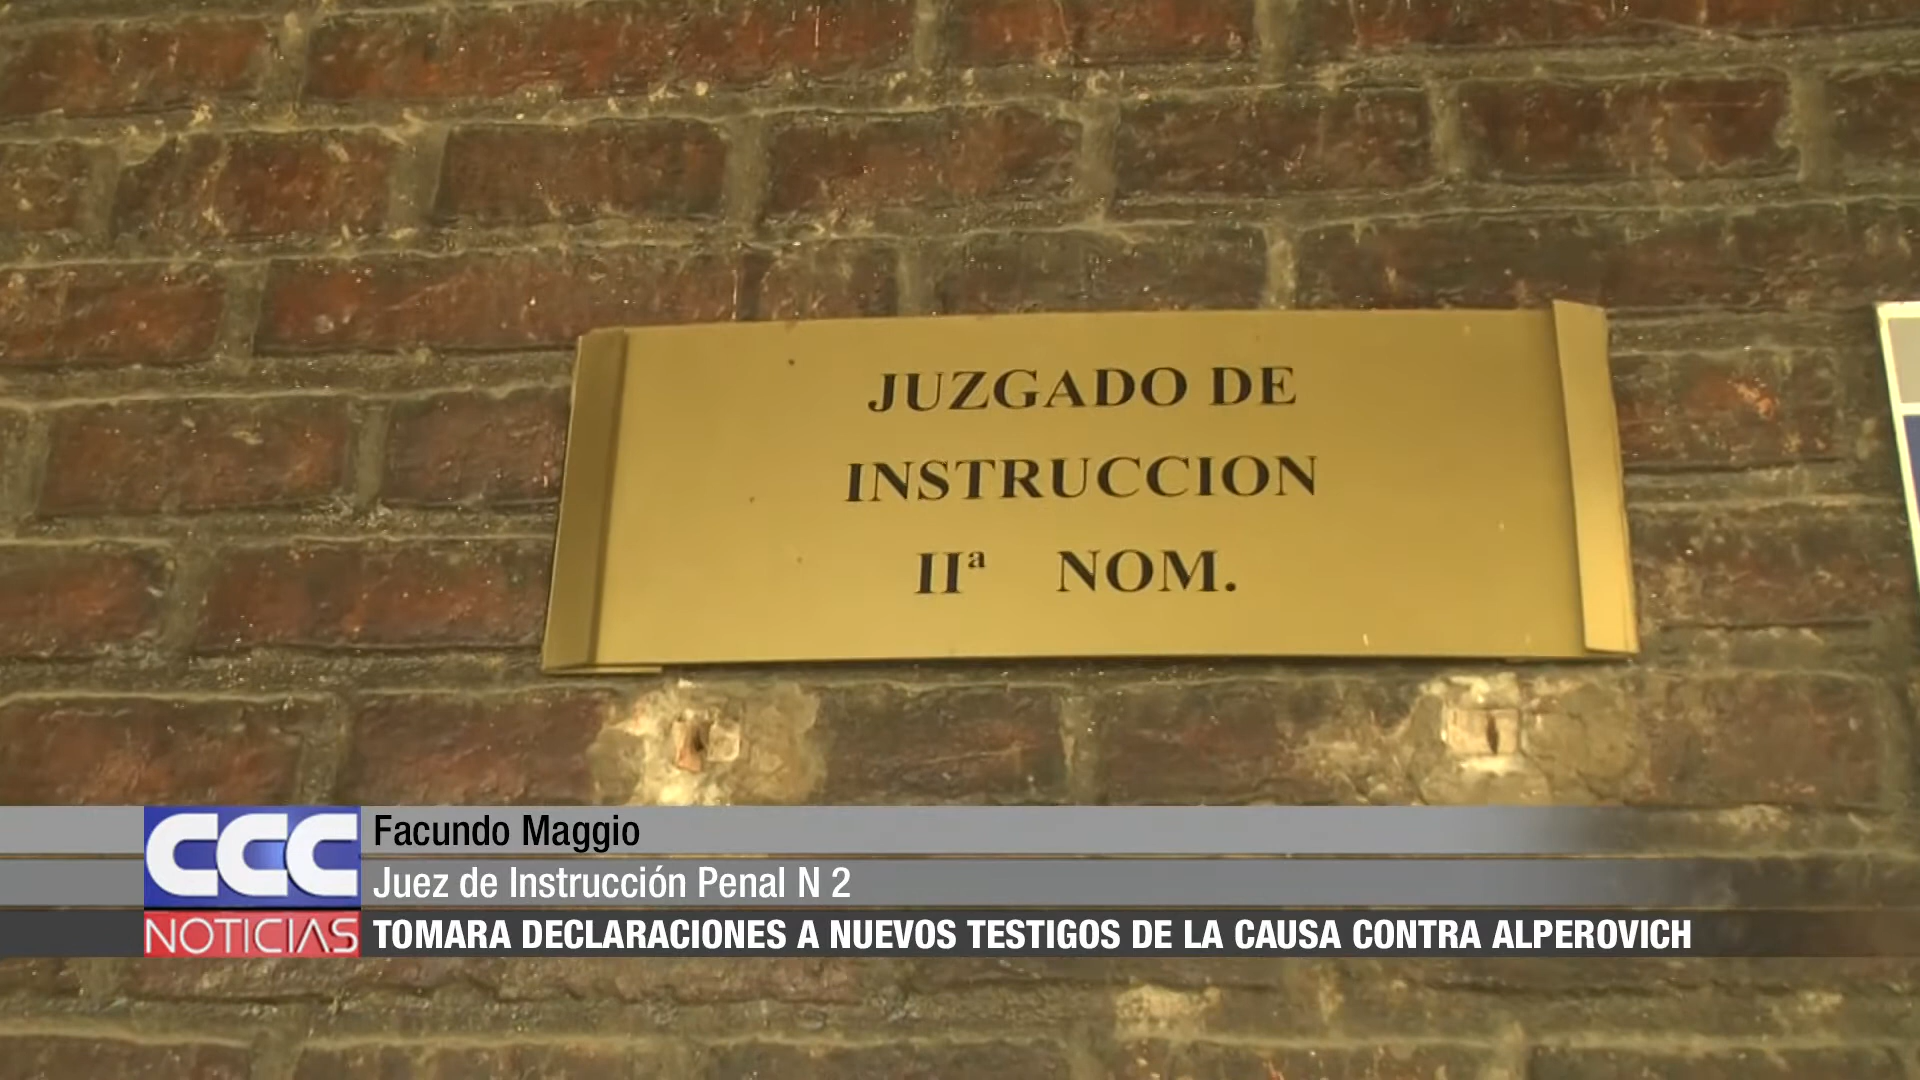 JUZGADO DE
INSTRUCCION
IIª NOM.
CCC
NOTICIAS
Facundo Maggio
Juez de Instrucción Penal N 2
TOMARA DECLARACIONES A NUEVOS TESTIGOS DE LA CAUSA CONTRA ALPEROVICH